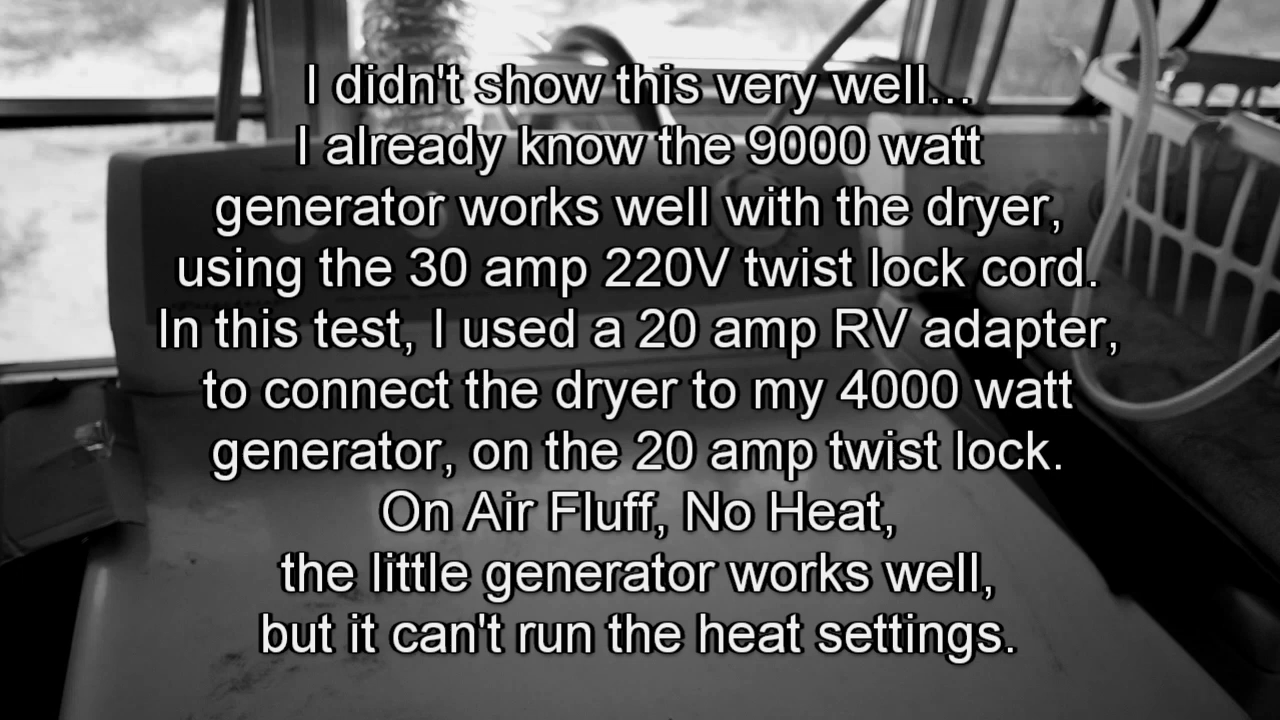 I didn't show this very well...
I already know the 9000 watt
generator works well with the dryer,
using the 30 amp 220V twist lock cord.
In this test, I used a 20 amp RV adapter,
to connect the dryer to my 4000 watt
generator, on the 20 amp twist lock.
On Air Fluff, No Heat,
the little generator works well,
but it can't run the heat settings.